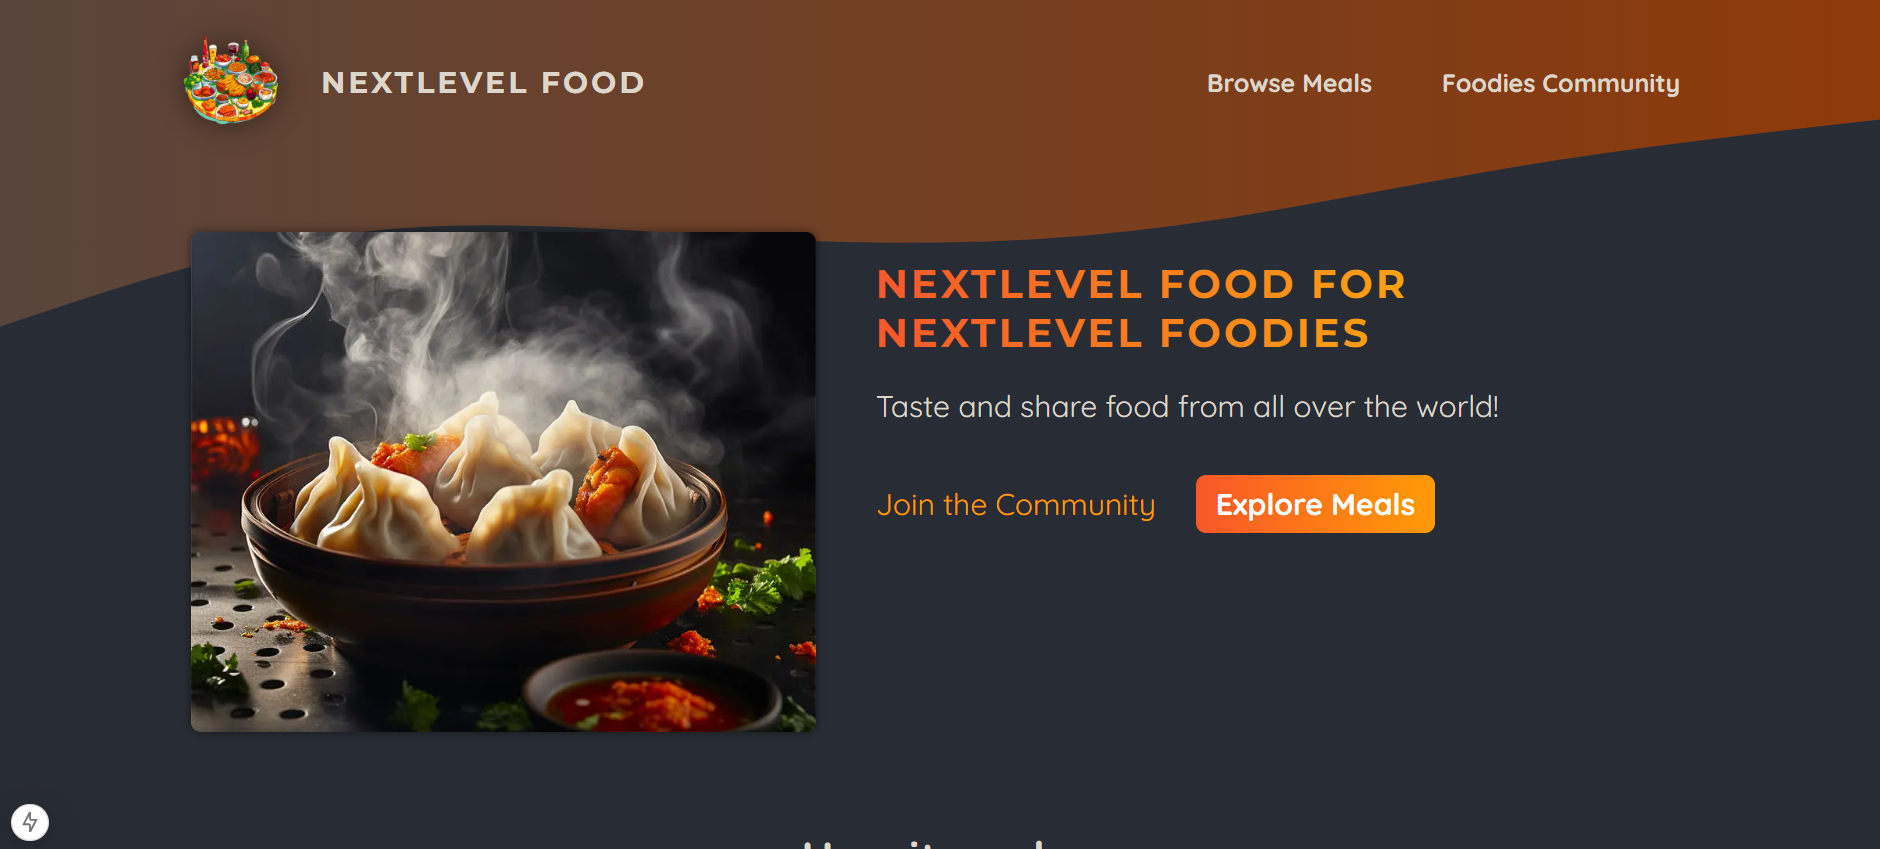 NEXTLEVEL FOOD
Browse Meals
Foodies Community
NEXTLEVEL FOOD FOR
NEXTLEVEL FOODIES
Taste and share food from all over the world!
Join the Community
Explore Meals